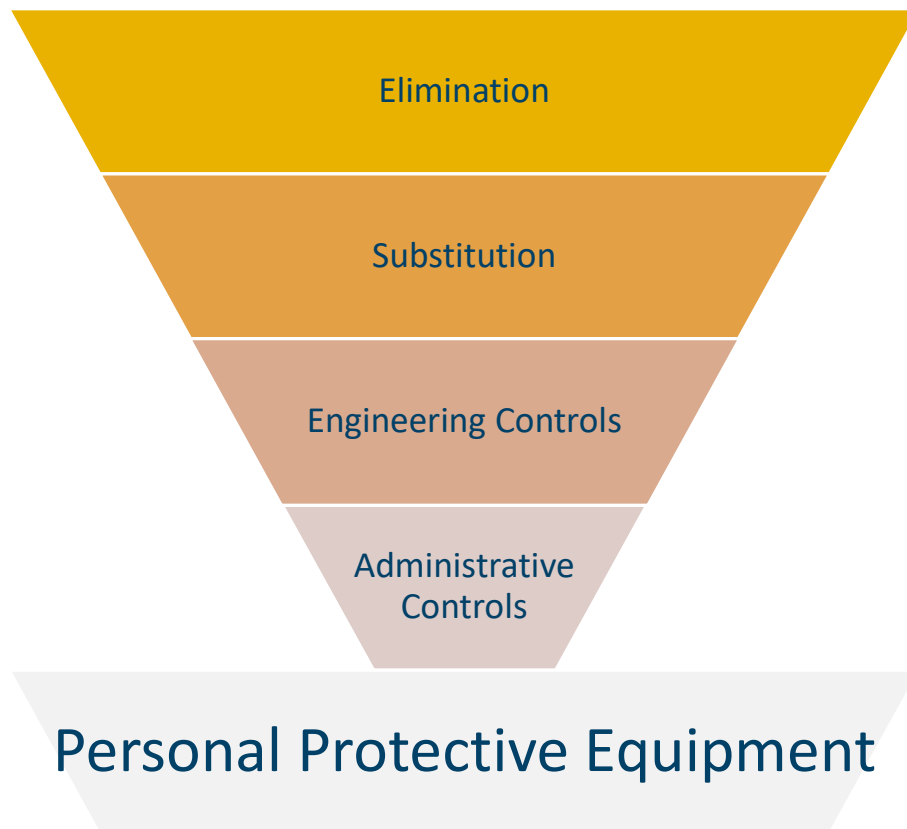 Elimination
Substitution
Engineering Controls
Administrative
Controls
Personal Protective Equipment